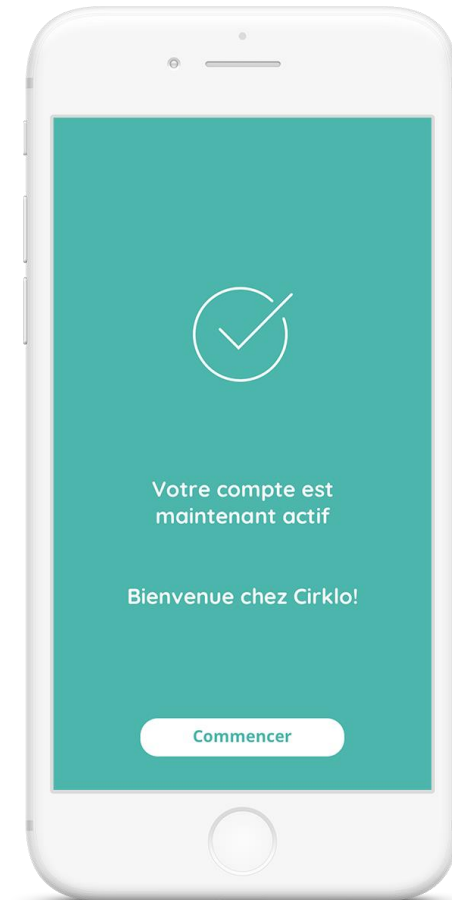 Votre compte est
maintenant actif
Bienvenue chez Cirklo!
Commencer